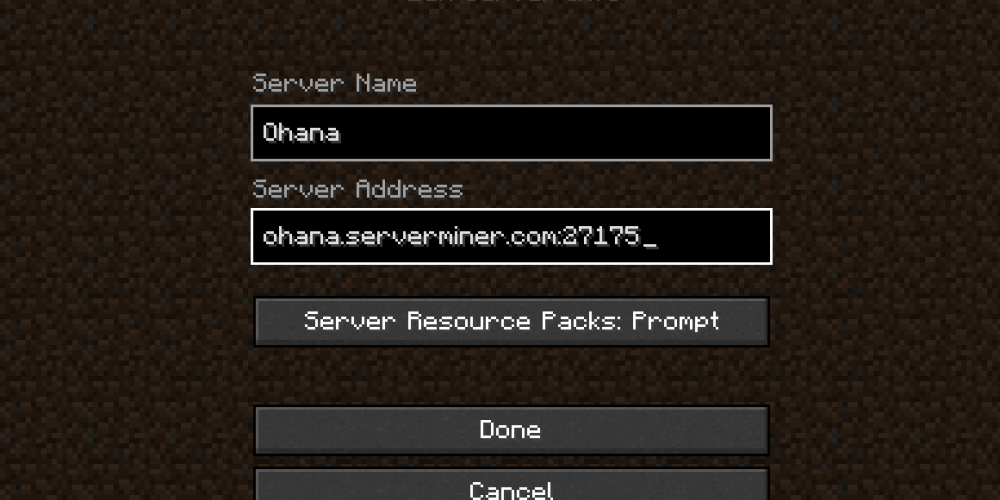 Server Name
Ohana
Server Address
ohana.serverminer.com:27175_
Server Resource Packs: Prompt
Done
Cancel